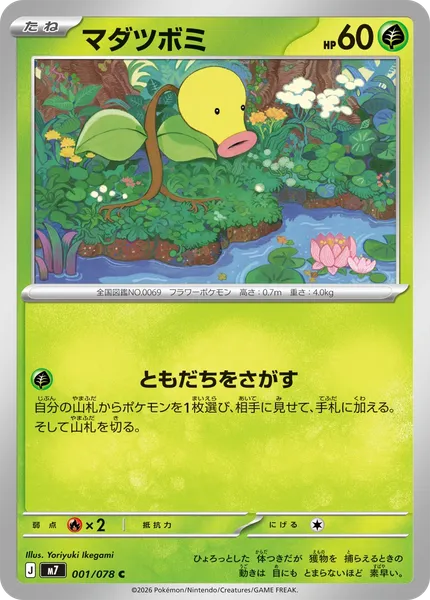 たね
マダツボミ
HP60
全国図鑑NO.0069 フラワーポケモン 高さ：0.7m 重さ：4.0kg
ともだちをさがす
自分の山札からポケモンを1枚選び、相手に見せて、手札に加える。
そして山札を切る。
弱点 ×2 抵抗力 にげる
Illus. Yoriyuki Ikegami
J M7 001/078 C
ひょろっとした 体つきだが 獲物を 捕らえるときの
動きは 目にも とまらないほど 素早い。
©2026 Pokémon/Nintendo/Creatures/GAME FREAK.